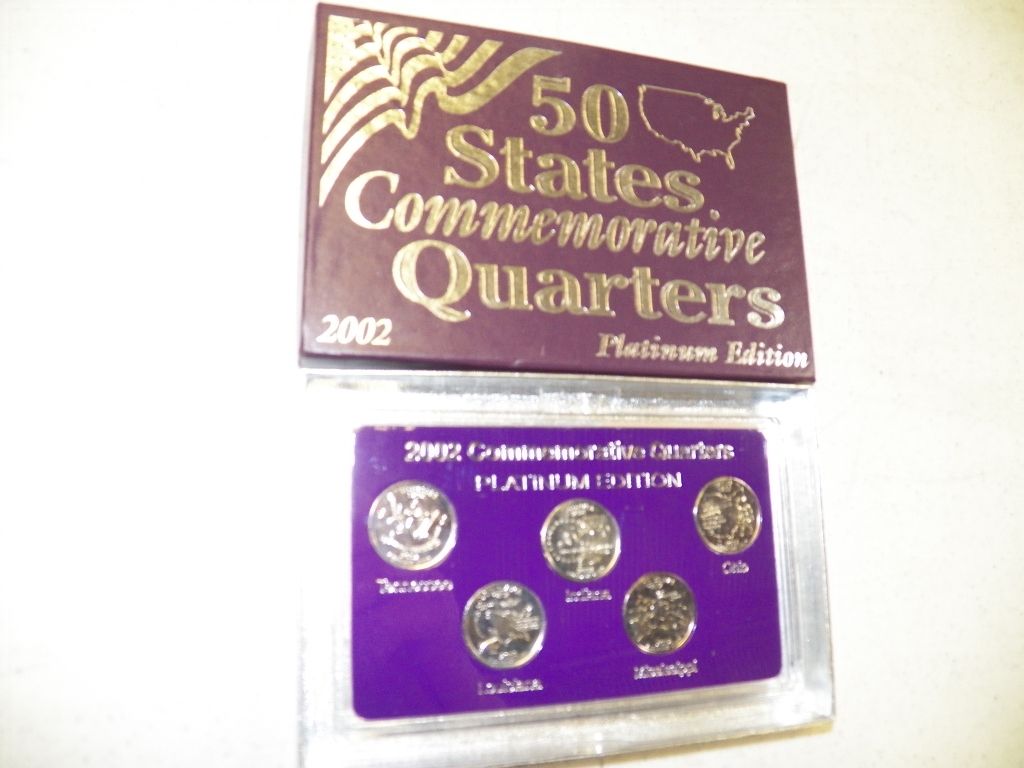 50
States
Commemorative
Quarters
2002
Platinum Edition
2002 Commemorative Quarters
PLATINUM EDITION
Tennessee
Indiana
Ohio
Louisiana
Mississippi